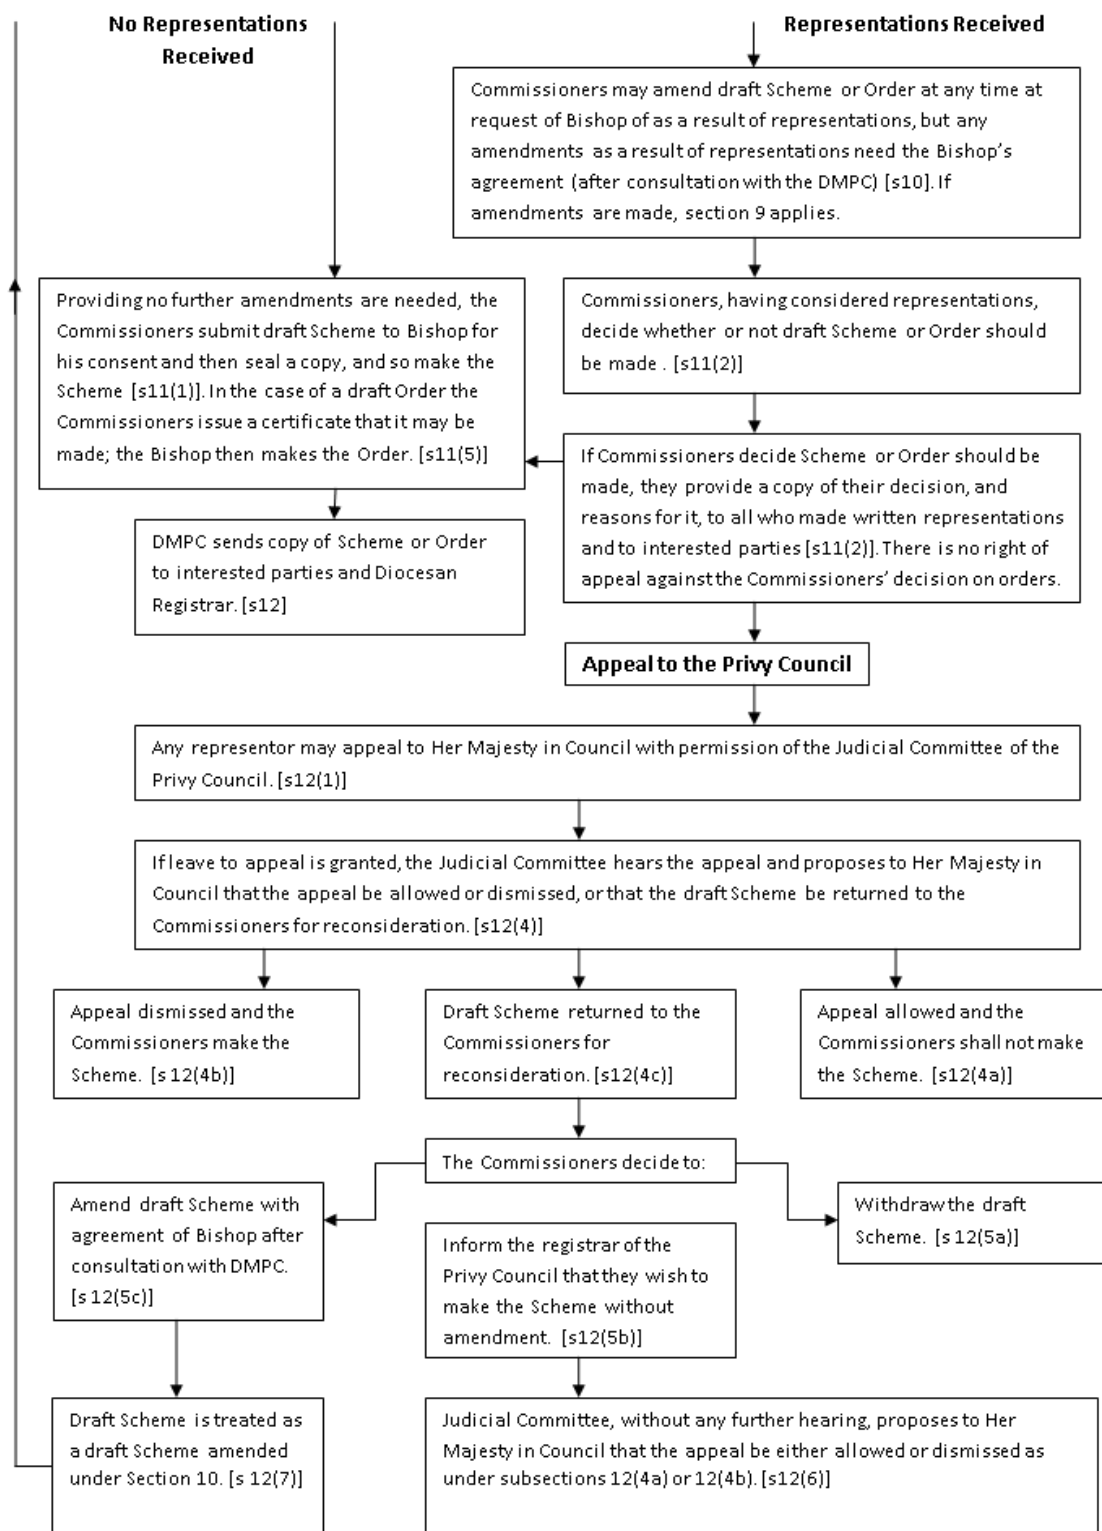 No Representations
Received
Representations Received
Commissioners may amend draft Scheme or Order at any time at
request of Bishop of as a result of representations, but any
amendments as a result of representations need the Bishop's
agreement (after consultation with the DMPC) [s10]. If
amendments are made, section 9 applies.
Providing no further amendments are needed, the
Commissioners submit draft Scheme to Bishop for
his consent and then seal a copy, and so make the
Scheme [s11(1)]. In the case of a draft Order the
Commissioners issue a certificate that it may be
made; the Bishop then makes the Order. [s11(5)]
Commissioners, having considered representations,
decide whether or not draft Scheme or Order should
be made . [s11(2)]
If Commissioners decide Scheme or Order should be
made, they provide a copy of their decision, and
reasons for it, to all who made written representations
and to interested parties [s11(2)]. There is no right of
appeal against the Commissioners' decision on orders.
DMPC sends copy of Scheme or Order
to interested parties and Diocesan
Registrar. [s12]
Appeal to the Privy Council
Any representor may appeal to Her Majesty in Council with permission of the Judicial Committee of the
Privy Council. [s12(1)]
If leave to appeal is granted, the Judicial Committee hears the appeal and proposes to Her Majesty in
Council that the appeal be allowed or dismissed, or that the draft Scheme be returned to the
Commissioners for reconsideration. [s12(4)]
Appeal dismissed and the
Commissioners make the
Scheme. [s 12(4b)]
Draft Scheme returned to the
Commissioners for
reconsideration. [s12(4c)]
Appeal allowed and the
Commissioners shall not make
the Scheme. [s12(4a)]
The Commissioners decide to:
Amend draft Scheme with
agreement of Bishop after
consultation with DMPC.
[s 12(5c)]
Inform the registrar of the
Privy Council that they wish to
make the Scheme without
amendment. [s12(5b)]
Withdraw the draft
Scheme. [s 12(5a)]
Draft Scheme is treated as
a draft Scheme amended
under Section 10. [s 12(7)]
Judicial Committee, without any further hearing, proposes to Her
Majesty in Council that the appeal be either allowed or dismissed as
under subsections 12(4a) or 12(4b). [s12(6)]